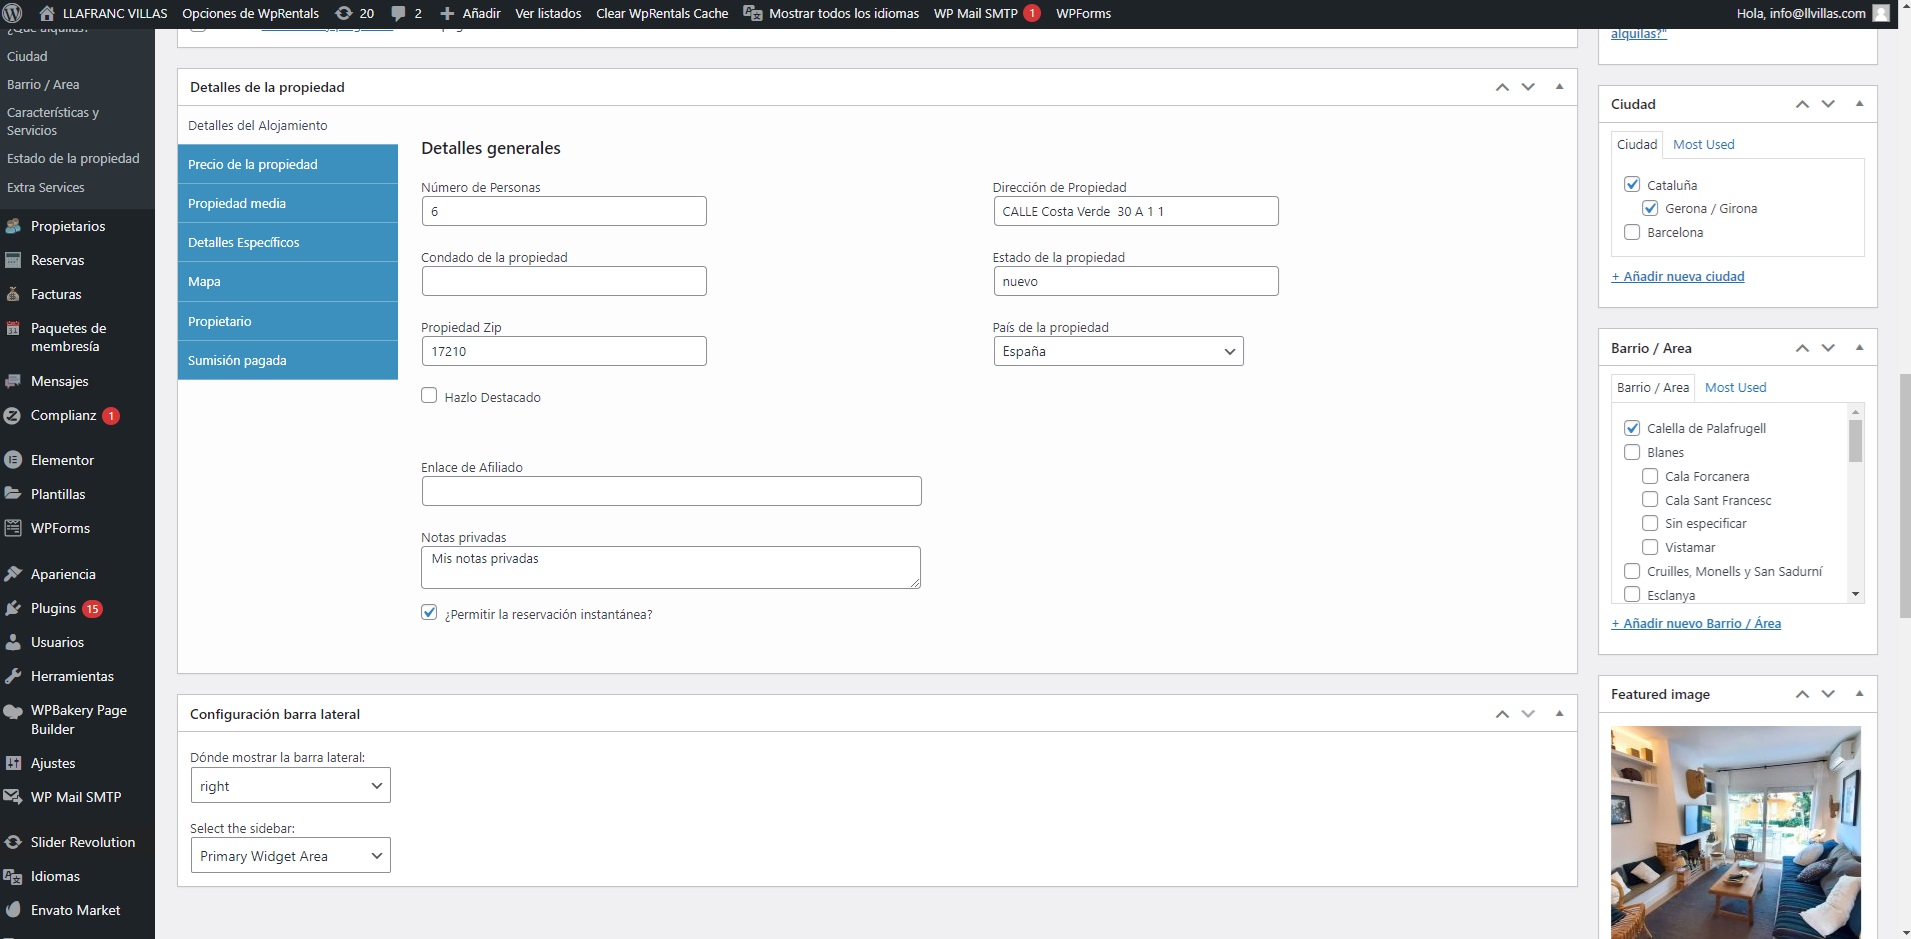 LLAFRANC VILLAS Opciones de WpRentals 20 2 Añadir Ver listados Clear WpRentals Cache Mostrar todos los idiomas WP Mail SMTP 1 WPForms Hola, info@llvillas.com
¿Qué alquilas?
Ciudad
Barrio / Area
Características y
Servicios
Estado de la propiedad
Extra Services
Propietarios
Reservas
Facturas
Paquetes de
membresía
Mensajes
Complianz 1
Elementor
Plantillas
WPForms
Apariencia
Plugins 15
Usuarios
Herramientas
WPBakery Page
Builder
Ajustes
WP Mail SMTP
Slider Revolution
Idiomas
Envato Market
Detalles de la propiedad
Detalles del Alojamiento
Precio de la propiedad
Propiedad media
Detalles Específicos
Mapa
Propietario
Sumisión pagada
Detalles generales
Número de Personas
6
Dirección de Propiedad
CALLE Costa Verde 30 A 1 1
Condado de la propiedad
Estado de la propiedad
nuevo
Propiedad Zip
17210
País de la propiedad
España
Hazlo Destacado
Enlace de Afiliado
Notas privadas
Mis notas privadas
¿Permitir la reservación instantánea?
Configuración barra lateral
Dónde mostrar la barra lateral:
right
Select the sidebar:
Primary Widget Area
alquilas?"
Ciudad
Ciudad Most Used
Cataluña
Gerona / Girona
Barcelona
+ Añadir nueva ciudad
Barrio / Area
Barrio / Area Most Used
Calella de Palafrugell
Blanes
Cala Forcanera
Cala Sant Francesc
Sin especificar
Vistamar
Cruilles, Monells y San Sadurní
Esclanya
+ Añadir nuevo Barrio / Área
Featured image